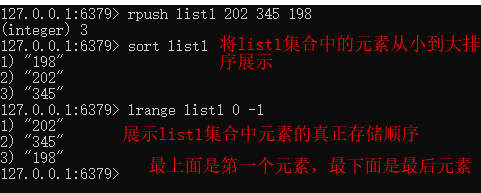 127.0.0.1:6379> rpush list1 202 345 198
(integer) 3
127.0.0.1:6379> sort list1 将list1集合中的元素从小到大排
1) "198" 序展示
2) "202"
3) "345"
127.0.0.1:6379> lrange list1 0 -1
1) "202"
2) "345" 展示list1集合中元素的真正存储顺序
3) "198" 最上面是第一个元素，最下面是最后元素
127.0.0.1:6379>